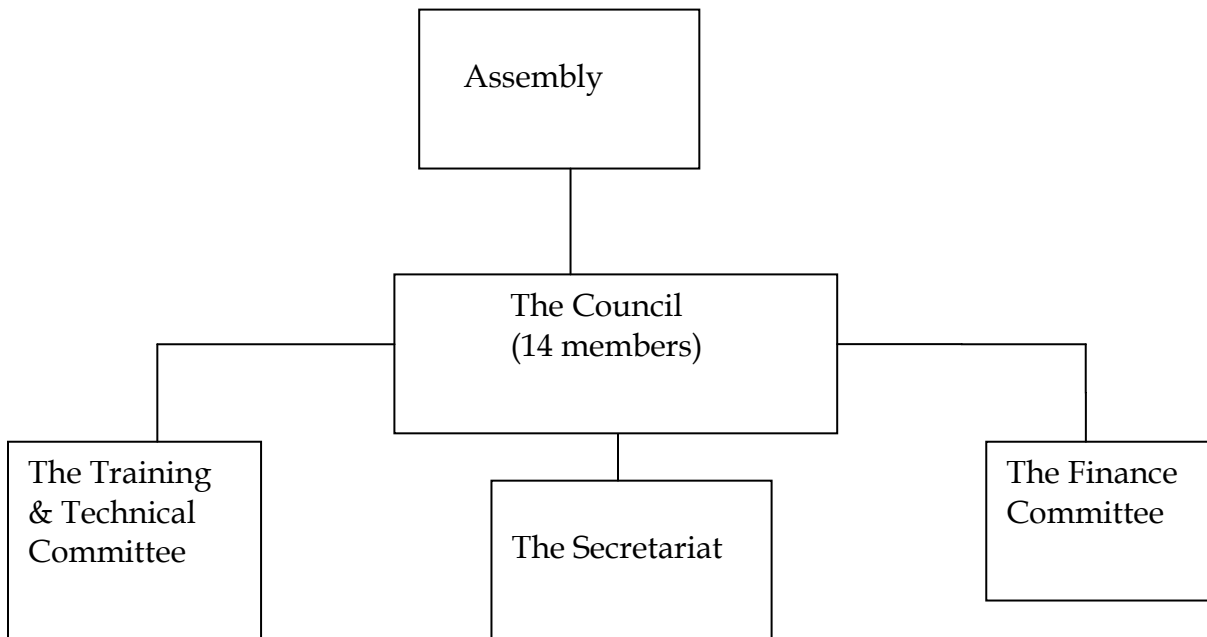 Assembly
The Council
(14 members)
The Training
& Technical
Committee
The Secretariat
The Finance
Committee